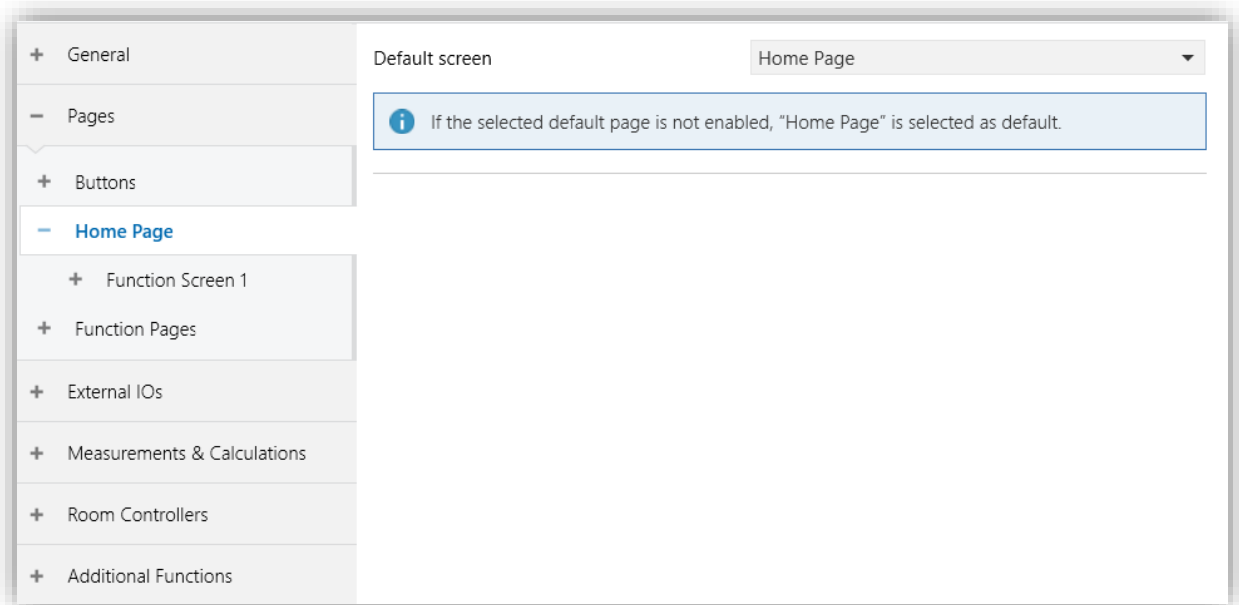 General
Pages
Buttons
Home Page
Function Screen 1
Function Pages
External IOs
Measurements & Calculations
Room Controllers
Additional Functions
Default screen
Home Page
If the selected default page is not enabled, "Home Page" is selected as default.